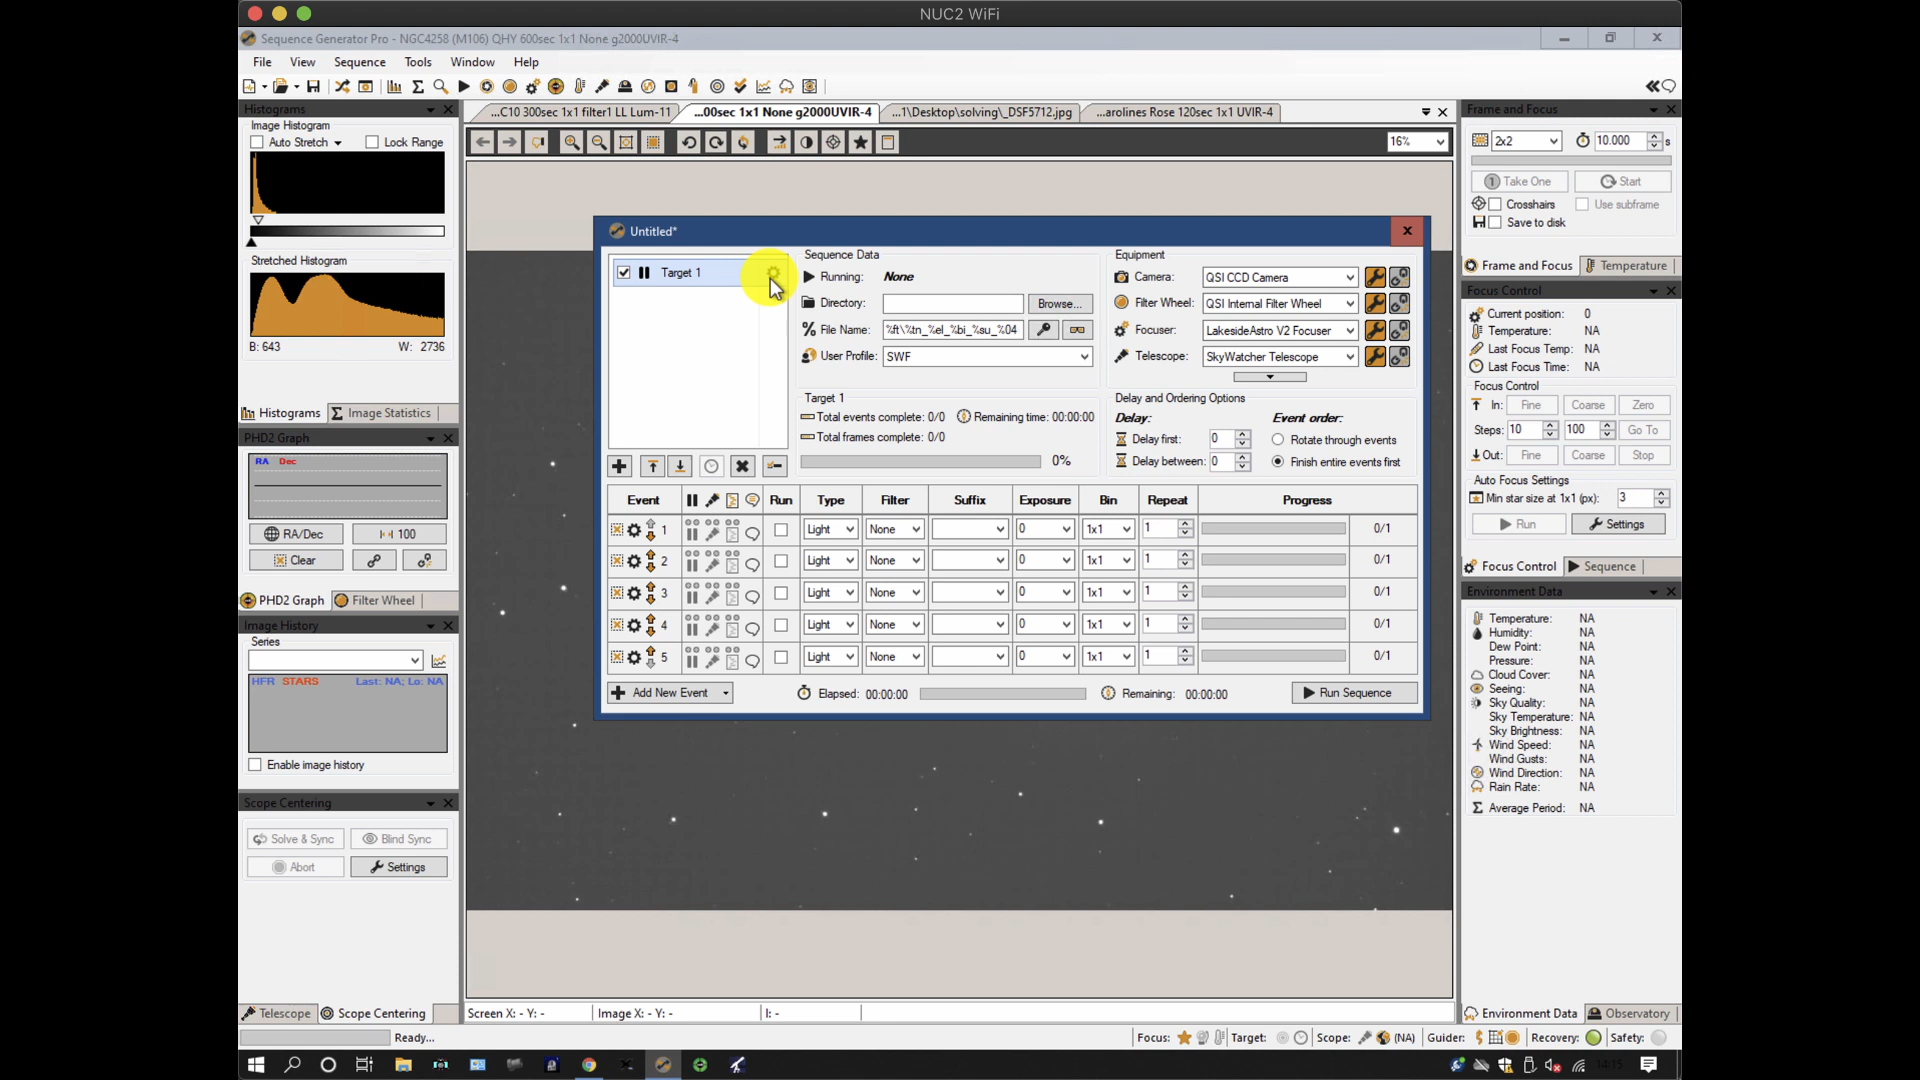 NUC2 WiFi
Sequence Generator Pro - NGC4258 (M106) QHY 600sec 1x1 None g2000UVIR-4
File View Sequence Tools Window Help
Histograms
Image Histogram
Auto Stretch Lock Range
Stretched Histogram
B: 643 W: 2736
Histograms Image Statistics
PHD2 Graph
RA Dec
RA/Dec 100
Clear
PHD2 Graph Filter Wheel
Image History
Series
HFR STARS Last: NA; Lo: NA
Enable image history
Scope Centering
Solve & Sync Blind Sync
Abort Settings
Telescope Scope Centering
...C10 300sec 1x1 filter1 LL Lum-11 ...00sec 1x1 None g2000UVIR-4 ...1\Desktop\solving\_DSF5712.jpg ...arolines Rose 120sec 1x1 UVIR-4
16%
Untitled*
Target 1
Sequence Data
Running: None
Directory: Browse...
File Name: %ft\%tn_%el_%bi_%su_%04
User Profile: SWF
Equipment
Camera: QSI CCD Camera
Filter Wheel: QSI Internal Filter Wheel
Focuser: LakesideAstro V2 Focuser
Telescope: SkyWatcher Telescope
Target 1
Total events complete: 0/0 Remaining time: 00:00:00
Total frames complete: 0/0
0%
Delay and Ordering Options
Delay: Event order:
Delay first: 0 Rotate through events
Delay between: 0 Finish entire events first
Event Run Type Filter Suffix Exposure Bin Repeat Progress
1 Light None 0 1x1 1 0/1
2 Light None 0 1x1 1 0/1
3 Light None 0 1x1 1 0/1
4 Light None 0 1x1 1 0/1
5 Light None 0 1x1 1 0/1
Add New Event Elapsed: 00:00:00 Remaining: 00:00:00 Run Sequence
Screen X: - Y: - Image X: - Y: - I: -
Frame and Focus
2x2 10.000 s
Take One Start
Crosshairs Use subframe
Save to disk
Frame and Focus Temperature
Focus Control
Current position: 0
Temperature: NA
Last Focus Temp: NA
Last Focus Time: NA
Focus Control
In: Fine Coarse Zero
Steps: 10 100 Go To
Out: Fine Coarse Stop
Auto Focus Settings
Min star size at 1x1 (px): 3
Run Settings
Focus Control Sequence
Environment Data
Temperature: NA
Humidity: NA
Dew Point: NA
Pressure: NA
Cloud Cover: NA
Seeing: NA
Sky Quality: NA
Sky Temperature: NA
Sky Brightness: NA
Wind Speed: NA
Wind Gusts: NA
Wind Direction: NA
Rain Rate: NA
Average Period: NA
Environment Data Observatory
Ready... Focus: Target: Scope: (NA) Guider: Recovery: Safety: